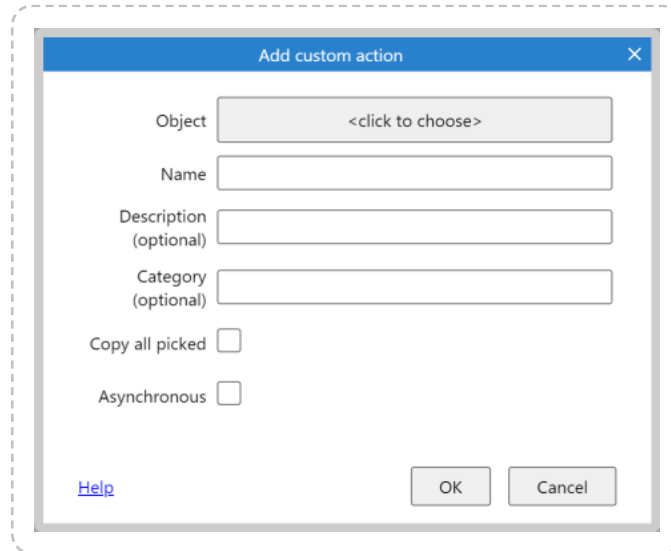 Add custom action
Object <click to choose>
Name
Description
(optional)
Category
(optional)
Copy all picked
Asynchronous
Help OK Cancel